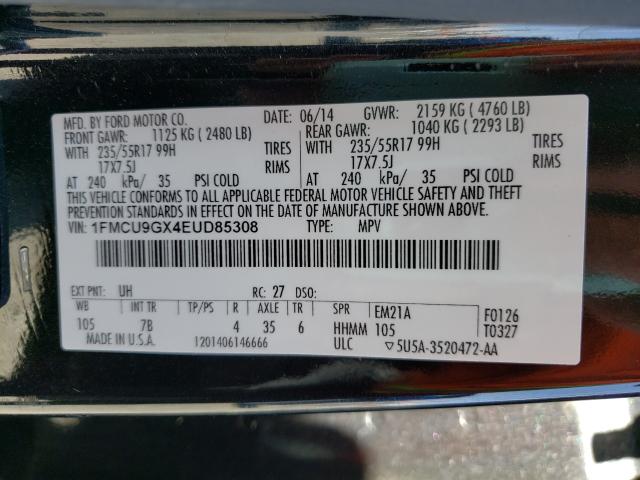 MFD. BY FORD MOTOR CO. DATE: 06/14 GVWR: 2159 KG ( 4760 LB)
FRONT GAWR: 1125 KG ( 2480 LB) REAR GAWR: 1040 KG ( 2293 LB)
WITH 235/55R17 99H TIRES WITH 235/55R17 99H TIRES
17X7.5J RIMS 17X7.5J RIMS
AT 240 kPa/ 35 PSI COLD AT 240 kPa/ 35 PSI COLD
THIS VEHICLE CONFORMS TO ALL APPLICABLE FEDERAL MOTOR VEHICLE SAFETY AND THEFT
PREVENTION STANDARDS IN EFFECT ON THE DATE OF MANUFACTURE SHOWN ABOVE.
VIN: 1FMCU9GX4EUD85308 TYPE: MPV
EXT PNT: UH RC: 27 DSO:
WB INT TR TP/PS R AXLE TR SPR EM21A F0126
105 7B 4 35 6 HHMM 105 T0327
MADE IN U.S.A. 1201406146666 ULC ▽5U5A-3520472-AA